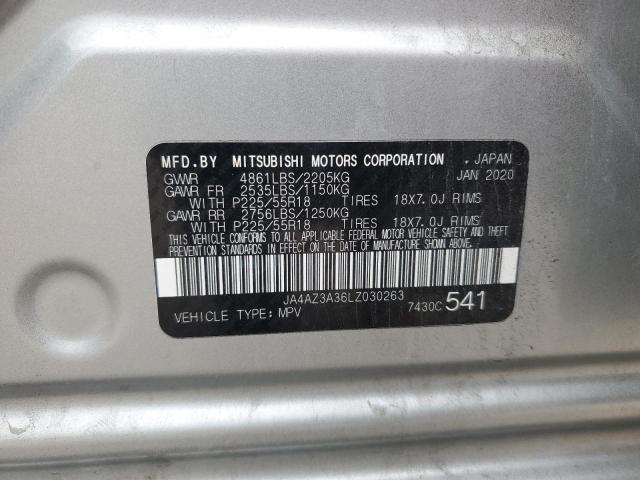 MFD.BY MITSUBISHI MOTORS CORPORATION . JAPAN
GVWR 4861LBS/2205KG JAN 2020
GAWR FR 2535LBS/1150KG
WITH P225/55R18 TIRES 18X7.0J RIMS
GAWR RR 2756LBS/1250KG
WITH P225/55R18 TIRES 18X7.0J RIMS
THIS VEHICLE CONFORMS TO ALL APPLICABLE FEDERAL MOTOR VEHICLE SAFETY AND THEFT
PREVENTION STANDARDS IN EFFECT ON THE DATE OF MANUFACTURE SHOWN ABOVE.
JA4AZ3A36LZ030263
VEHICLE TYPE:MPV 7430C 541